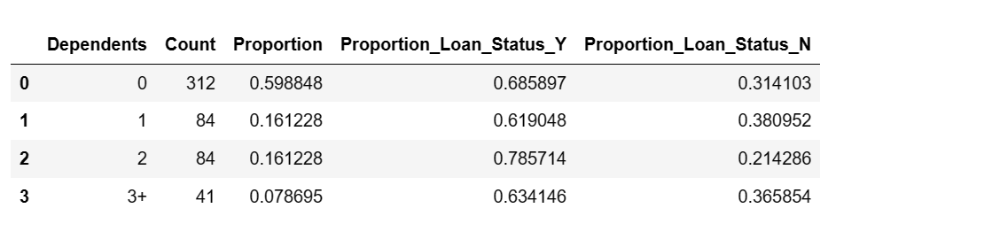 Dependents Count Proportion Proportion_Loan_Status_Y Proportion_Loan_Status_N
0 0 312 0.598848 0.685897 0.314103
1 1 84 0.161228 0.619048 0.380952
2 2 84 0.161228 0.785714 0.214286
3 3+ 41 0.078695 0.634146 0.365854